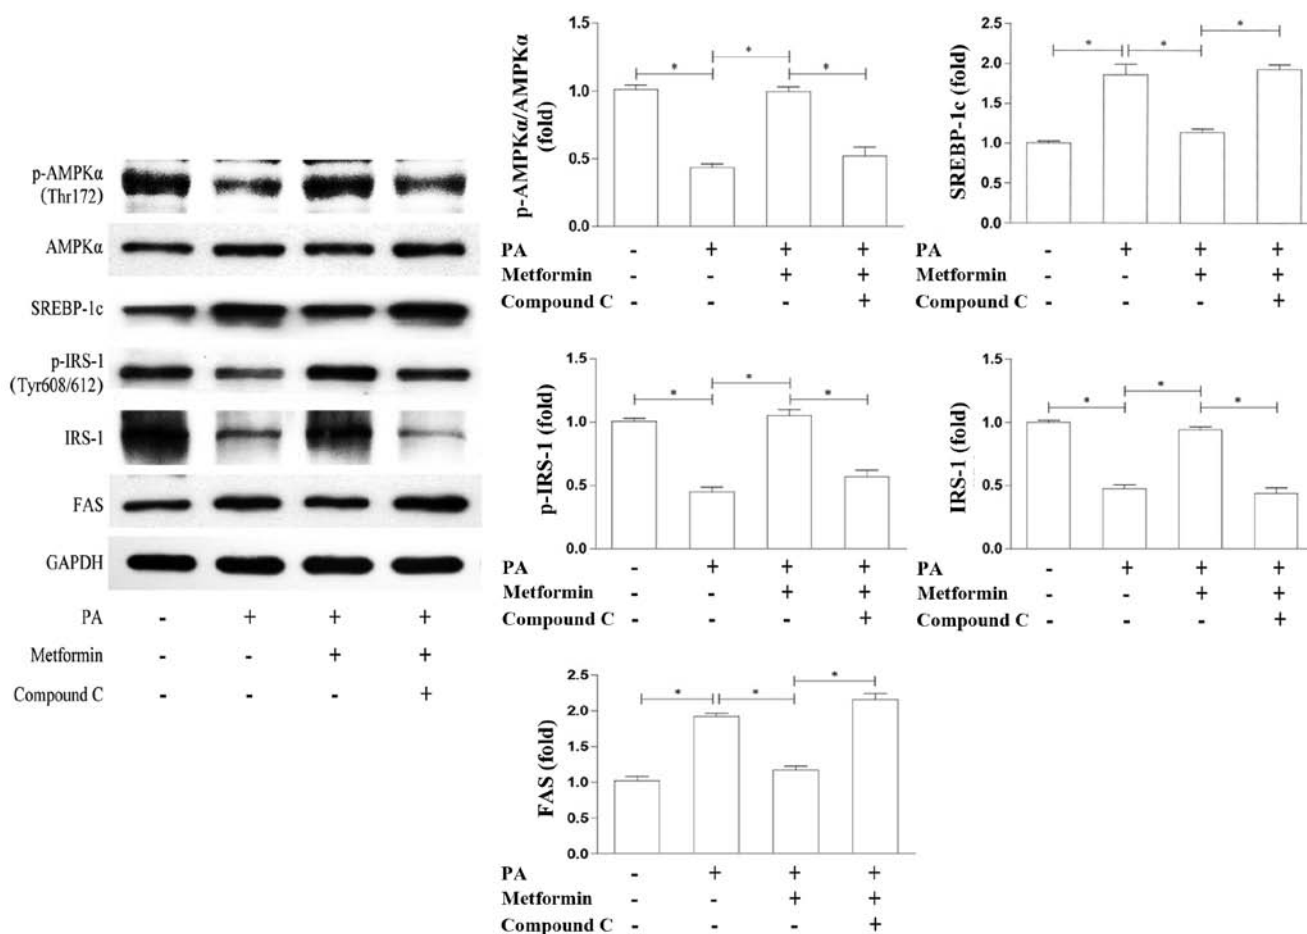 p-AMPKα
(Thr172)
AMPKα
SREBP-1c
p-IRS-1
(Tyr608/612)
IRS-1
FAS
GAPDH
PA - + + +
Metformin - - + +
Compound C - - - +
p-AMPKα/AMPKα
(fold)
1.5
1.0
0.5
0.0
* * *
PA - + + +
Metformin - - + +
Compound C - - - +
SREBP-1c (fold)
2.5
2.0
1.5
1.0
0.5
0.0
* * *
PA - + + +
Metformin - - + +
Compound C - - - +
p-IRS-1 (fold)
1.5
1.0
0.5
0.0
* * *
PA - + + +
Metformin - - + +
Compound C - - - +
IRS-1 (fold)
1.5
1.0
0.5
0.0
* * *
PA - + + +
Metformin - - + +
Compound C - - - +
FAS (fold)
2.5
2.0
1.5
1.0
0.5
0.0
* * *
PA - + + +
Metformin - - + +
Compound C - - - +